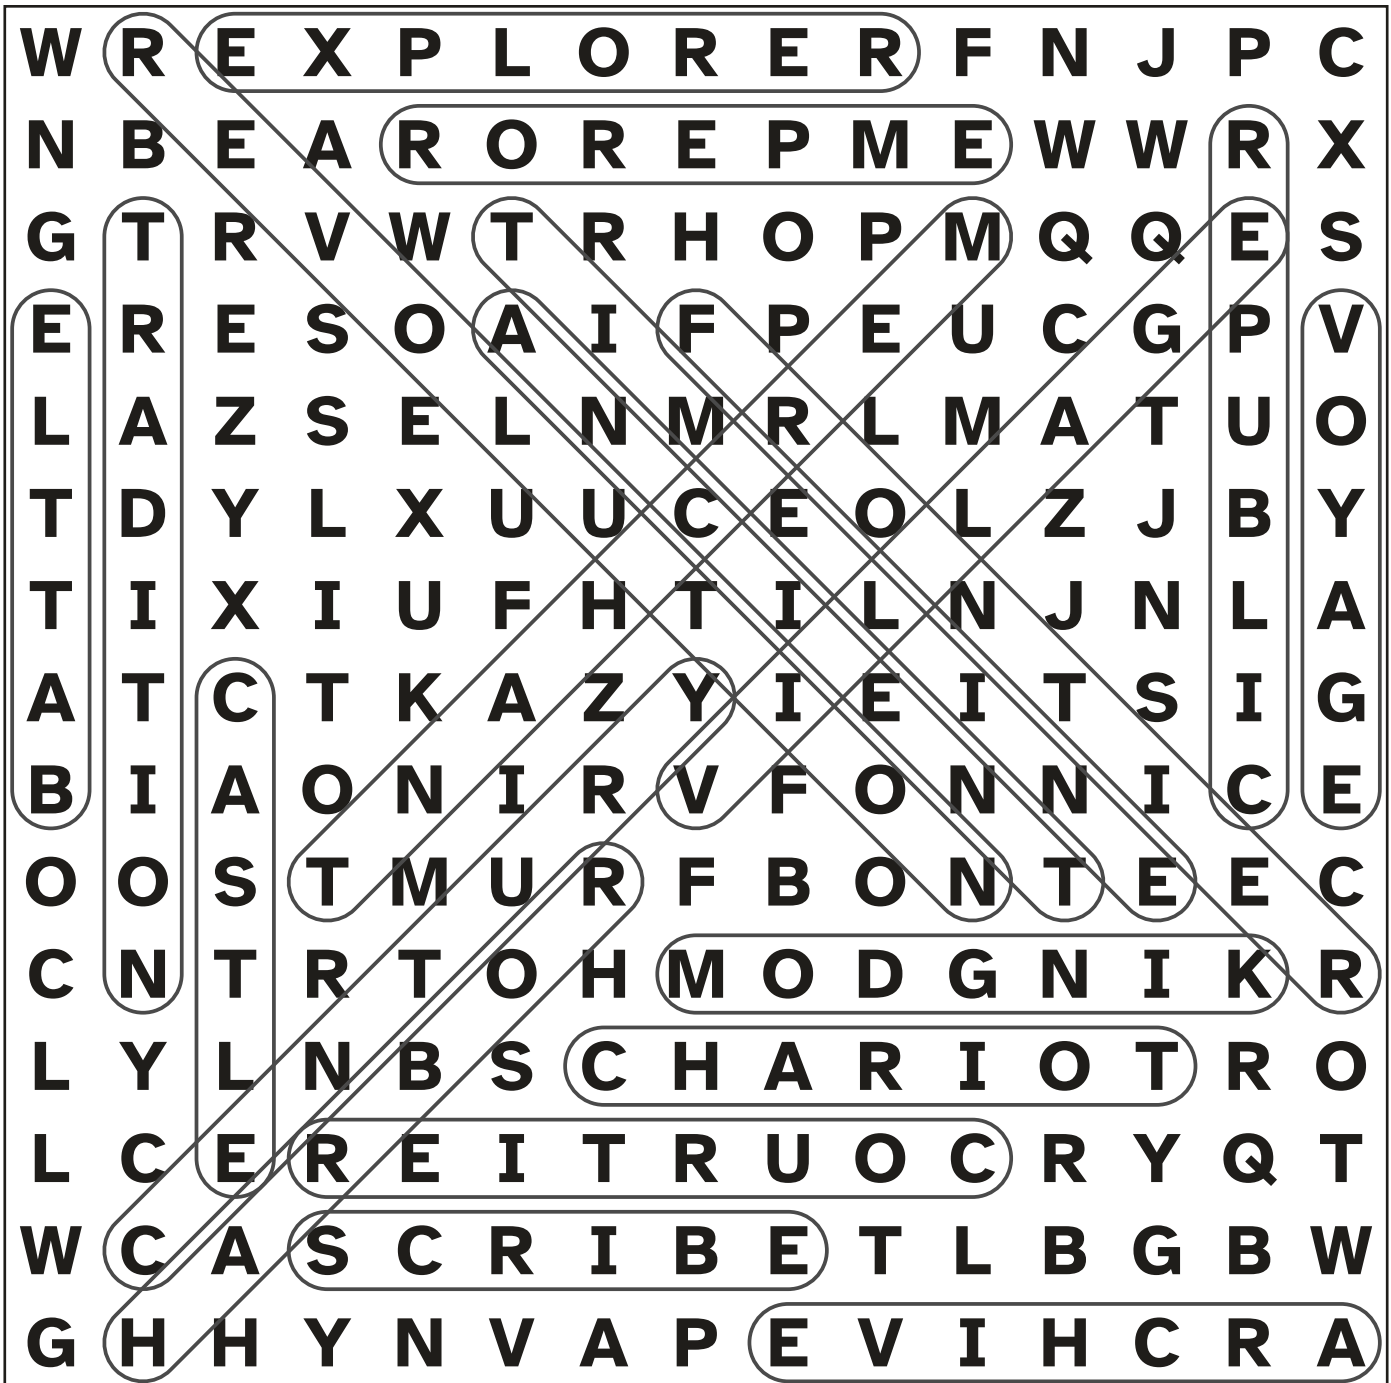 W R E X P L O R E R F N J P C
N B E A R O R E P M E W W R X
G T R V W T R H O P M Q Q E S
E R E S O A I F P E U C G P V
L A Z S E L N M R L M A T U O
T D Y L X U U C E O L Z J B Y
T I X I U F H T I L N J N L A
A T C T K A Z Y I E I T S I G
B I A O N I R V F O N N I C E
O O S T M U R F B O N T E E C
C N T R T O H M O D G N I K R
L Y L N B S C H A R I O T R O
L C E R E I T R U O C R Y Q T
W C A S C R I B E T L B G B W
G H H Y N V A P E V I H C R A